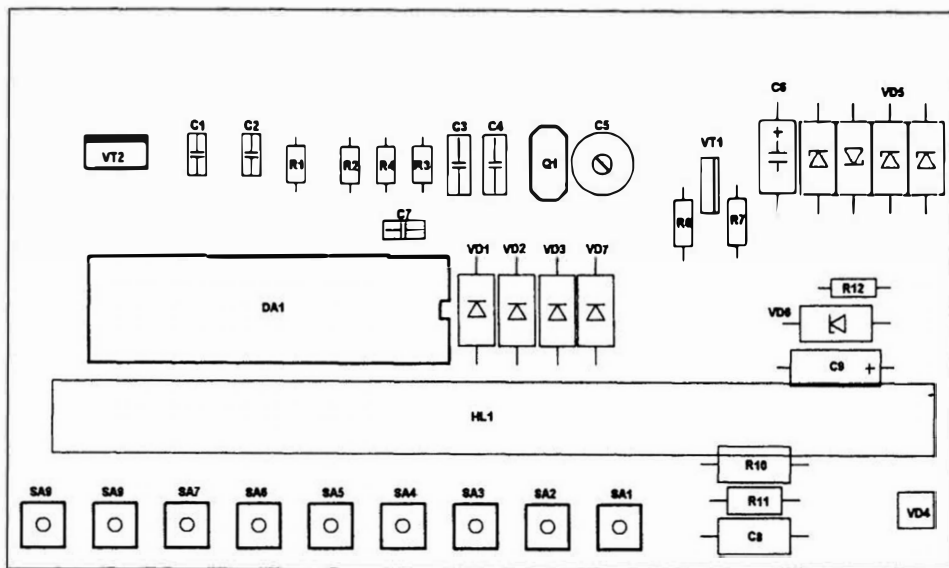 C6 VD5
C1 C2 C3 C4 C5
VT1
VT2
R1 R2 R4 R3 Q1
+
C7
R6 R7
VD1 VD2 VD3 VD7
R12
DA1
VD6
C9 +
HL1
R10
SA9 SA9 SA7 SA6 SA5 SA4 SA3 SA2 SA1
R11
VD4
C8